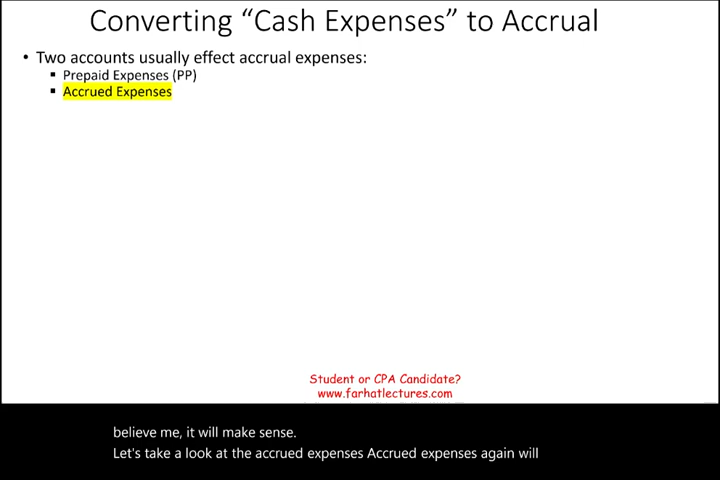 Converting “Cash Expenses” to Accrual
• Two accounts usually effect accrual expenses:
▪ Prepaid Expenses (PP)
▪ Accrued Expenses
Student or CPA Candidate?
www.farhatlectures.com
believe me, it will make sense.
Let's take a look at the accrued expenses Accrued expenses again will